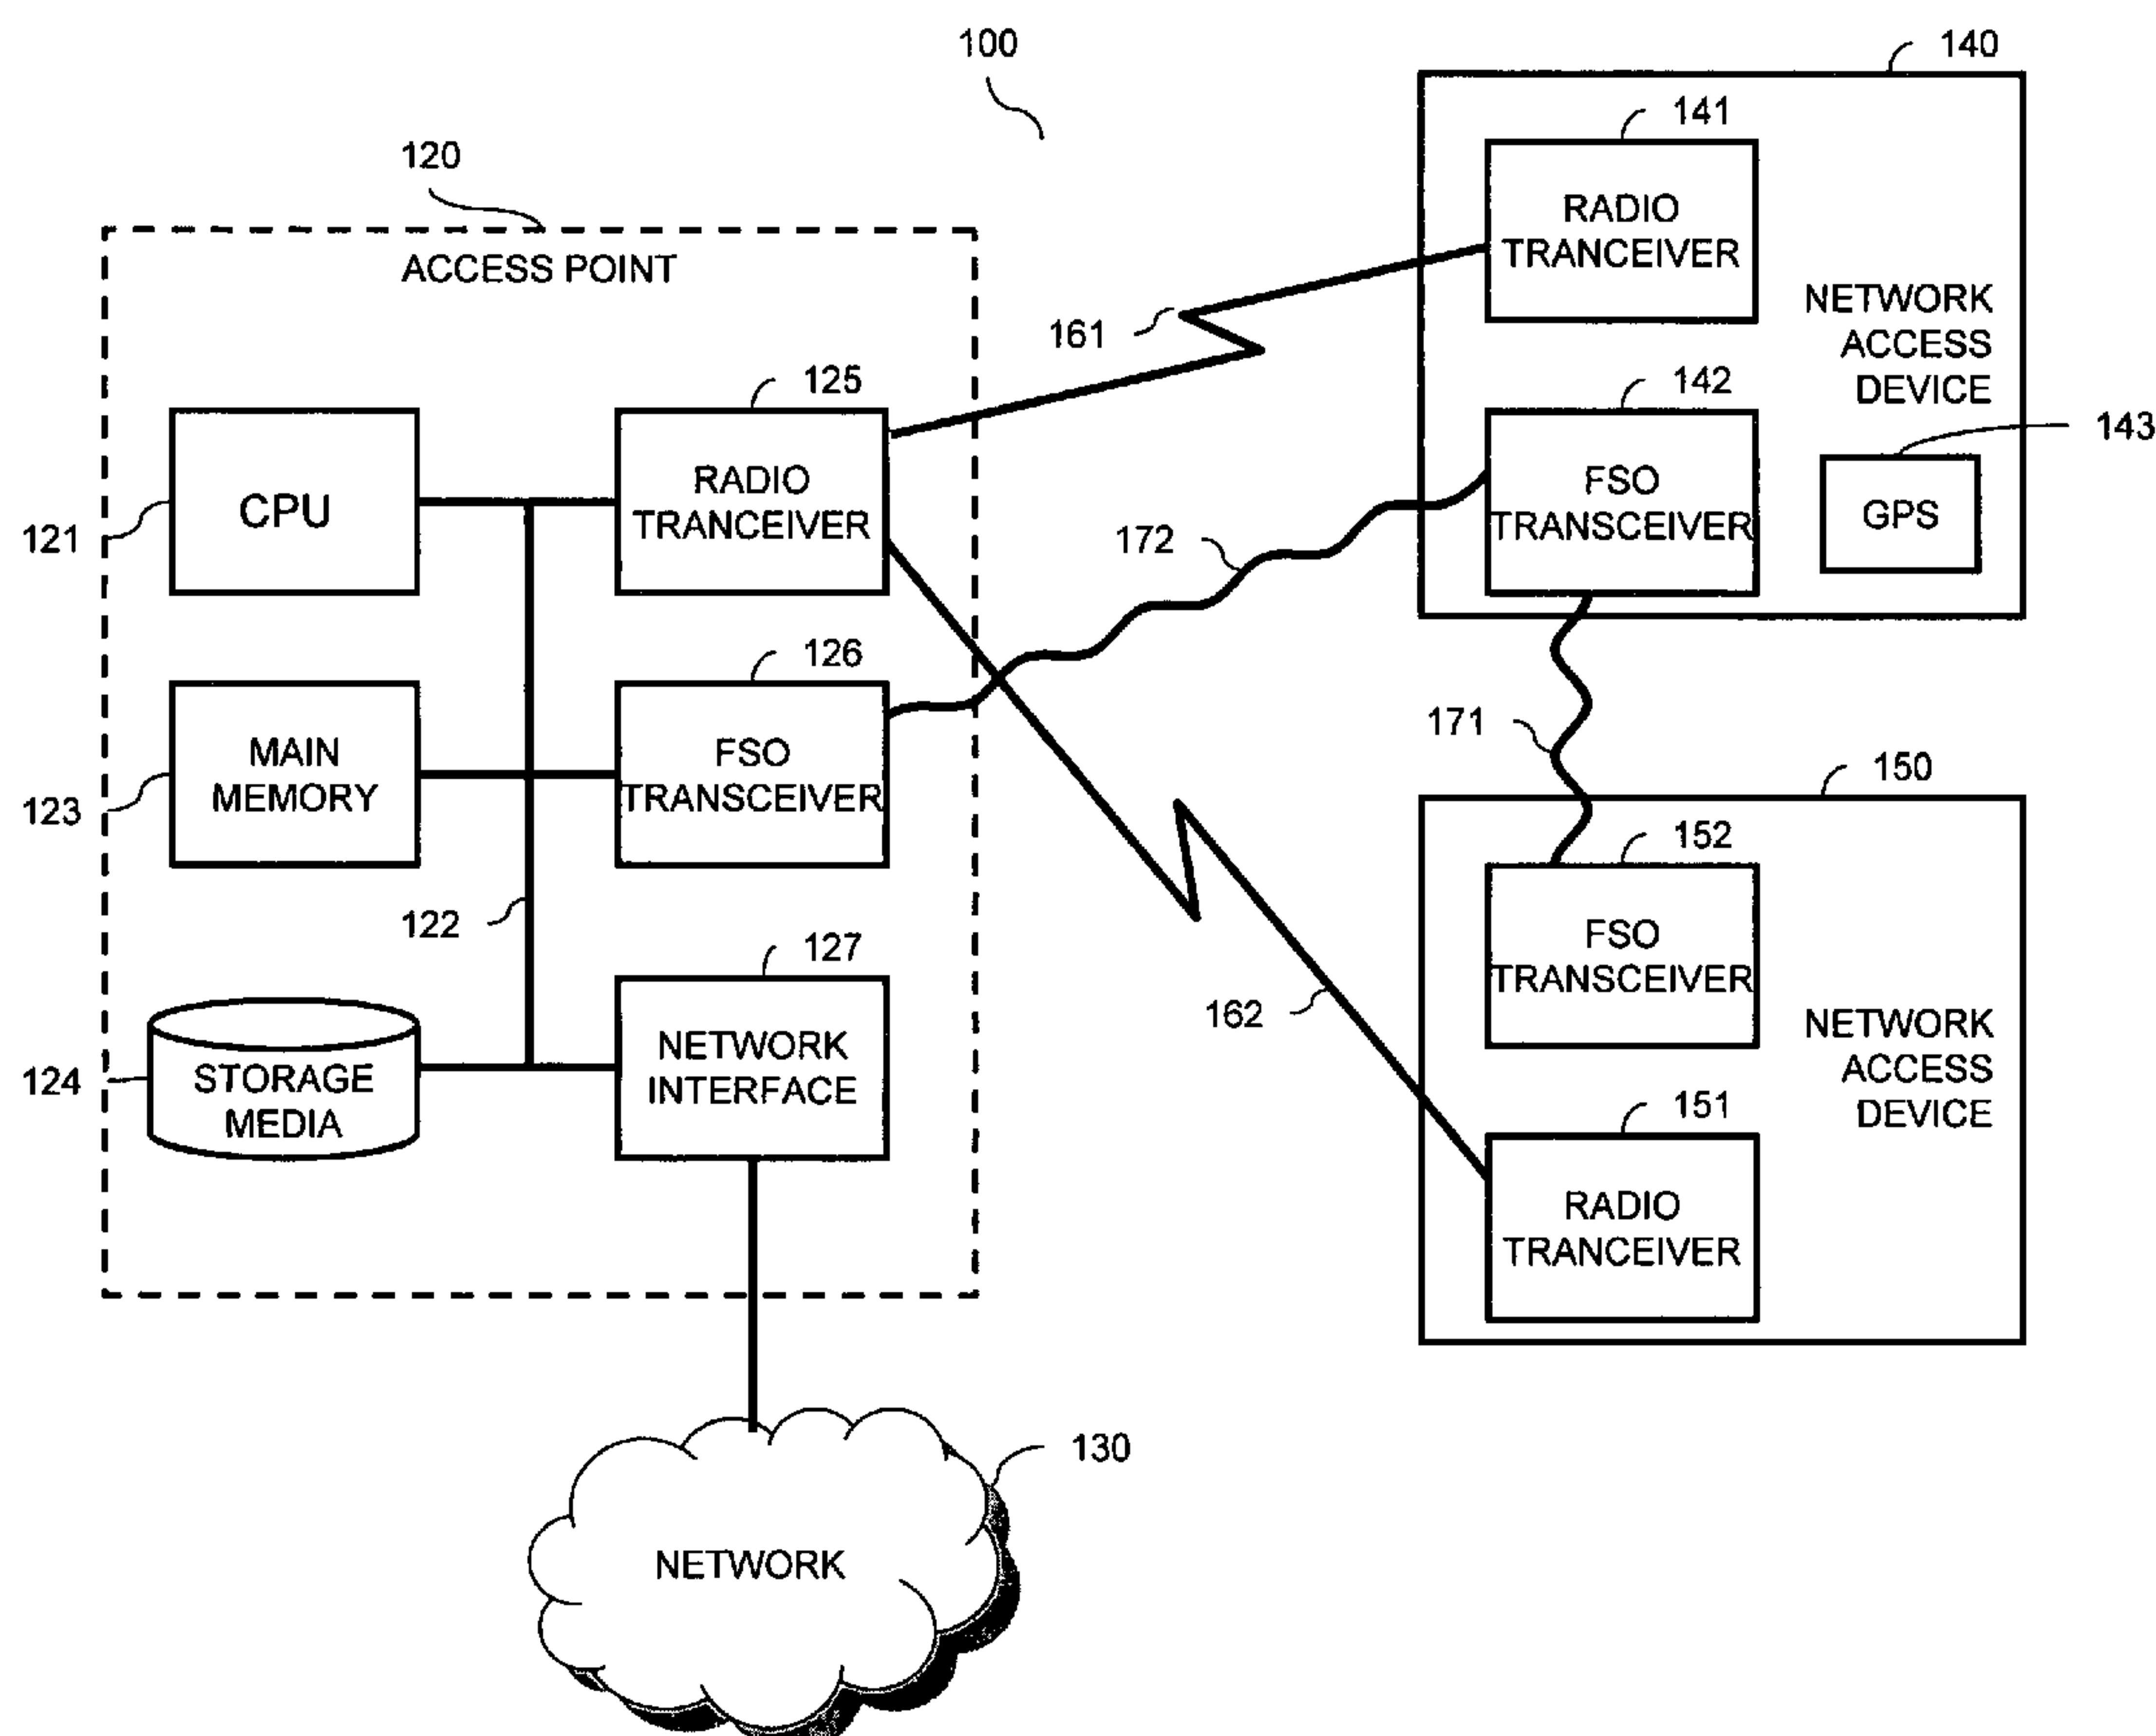 100
140
141
120
RADIO
TRANCEIVER
ACCESS POINT
NETWORK
ACCESS
DEVICE
161
125
142
143
CPU
RADIO
TRANCEIVER
FSO
TRANSCEIVER
GPS
121
172
126
171
MAIN
MEMORY
FSO
TRANSCEIVER
150
123
152
122
127
FSO
TRANSCEIVER
162
NETWORK
ACCESS
DEVICE
NETWORK
INTERFACE
124
STORAGE
MEDIA
151
RADIO
TRANCEIVER
130
NETWORK